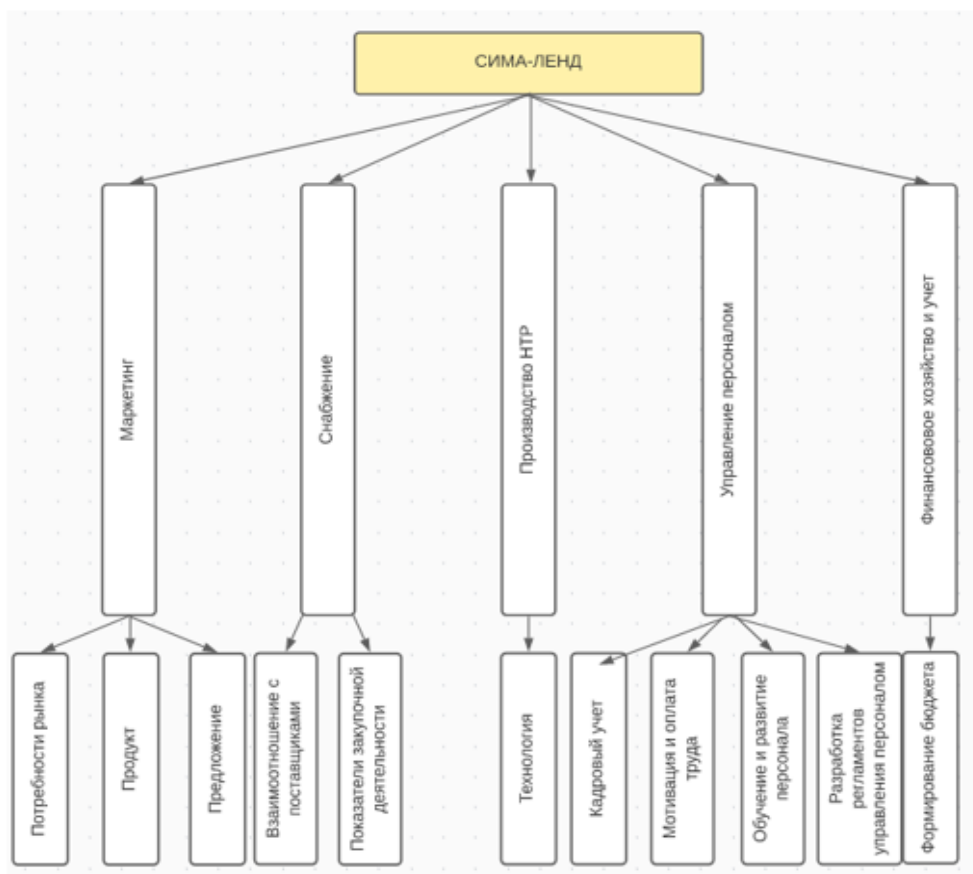 СИМА-ЛЕНД
Маркетинг
Снабжение
Производство НТР
Управление персоналом
Финансововое хозяйство и учет
Потребности рынка
Продукт
Предложение
Взаимоотношение с
поставщиками
Показатели закупочной
деятельности
Технология
Кадровый учет
Мотивация и оплата
труда
Обучение и развитие
персонала
Разработка
регламентов
управления персоналом
Формирование бюджета